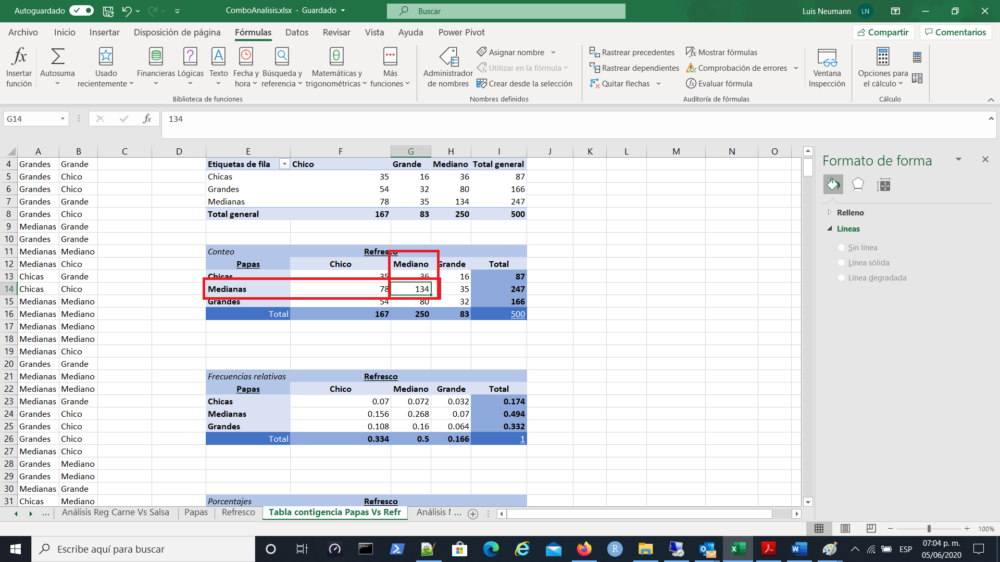 Autoguardado
ComboAnalisis.xlsx - Guardado
Buscar
Luis Neumann LN
Archivo Inicio Insertar Disposición de página Fórmulas Datos Revisar Vista Ayuda Power Pivot
Compartir Comentarios
Insertar función
Autosuma
Usado recientemente
Financieras
Lógicas
Texto
Fecha y hora
Búsqueda y referencia
Matemáticas y trigonométricas
Más funciones
Biblioteca de funciones
Administrador de nombres
Asignar nombre
Utilizar en la fórmula
Crear desde la selección
Nombres definidos
Rastrear precedentes
Rastrear dependientes
Quitar flechas
Mostrar fórmulas
Comprobación de errores
Evaluar fórmula
Auditoría de fórmulas
Ventana Inspección
Opciones para el cálculo
Cálculo
G14 fx 134
A B C D E F G H I J K L M N O
4 Grandes Grande Etiquetas de fila Chico Grande Mediano Total general
5 Grandes Chico Chicas 35 16 36 87
6 Grandes Chico Grandes 54 32 80 166
7 Grandes Grande Medianas 78 35 134 247
8 Grandes Chico Total general 167 83 250 500
9 Medianas Grande
10 Grandes Grande
11 Medianas Mediano Conteo Refresco
12 Medianas Chico Papas Chico Mediano Grande Total
13 Chicas Grande Chicas 35 36 16 87
14 Chicas Chico Medianas 78 134 35 247
15 Medianas Mediano Grandes 54 80 32 166
16 Medianas Mediano Total 167 250 83 500
17 Medianas Mediano
18 Medianas Mediano
19 Medianas Chico
20 Grandes Grande
21 Medianas Mediano Frecuencias relativas Refresco
22 Medianas Mediano Papas Chico Mediano Grande Total
23 Medianas Grande Chicas 0.07 0.072 0.032 0.174
24 Grandes Chico Medianas 0.156 0.268 0.07 0.494
25 Grandes Chico Grandes 0.108 0.16 0.064 0.332
26 Grandes Chico Total 0.334 0.5 0.166 1
27 Medianas Chico
28 Grandes Mediano
29 Grandes Mediano
30 Medianas Grande
31 Chicas Mediano Porcentajes Refresco
Formato de forma
Relleno
Líneas
Sin línea
Línea sólida
Línea degradada
... Análisis Reg Carne Vs Salsa Papas Refresco Tabla contigencia Papas Vs Refr Análisis ...
100%
Escribe aquí para buscar
ESP
07:04 p. m.
05/06/2020